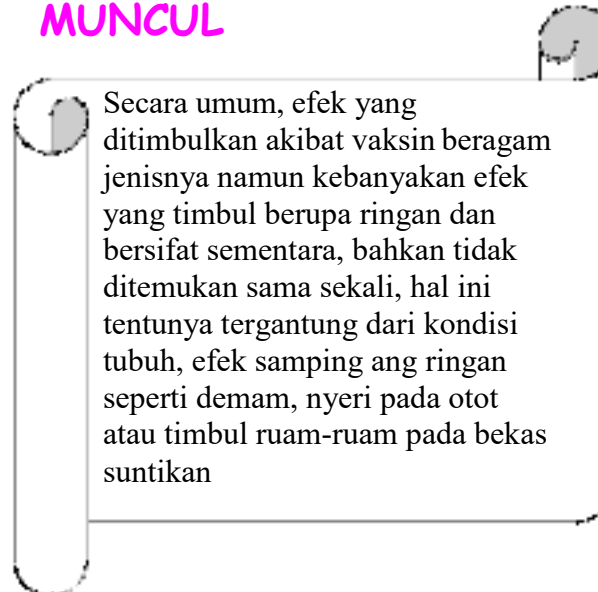 MUNCUL
Secara umum, efek yang
ditimbulkan akibat vaksin beragam
jenisnya namun kebanyakan efek
yang timbul berupa ringan dan
bersifat sementara, bahkan tidak
ditemukan sama sekali, hal ini
tentunya tergantung dari kondisi
tubuh, efek samping ang ringan
seperti demam, nyeri pada otot
atau timbul ruam-ruam pada bekas
suntikan